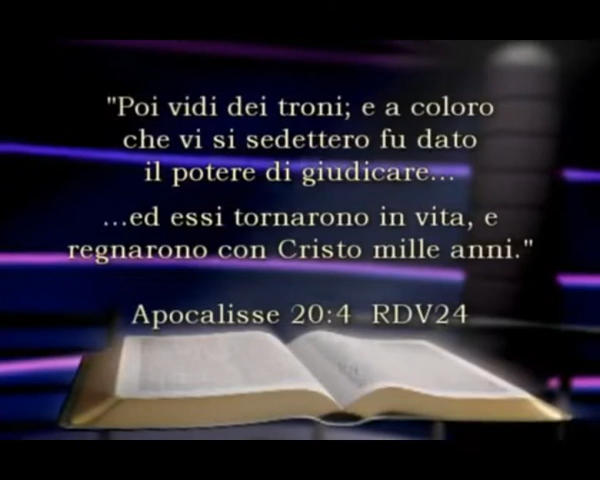 "Poi vidi dei troni; e a coloro
che vi si sedettero fu dato
il potere di giudicare...
...ed essi tornarono in vita, e
regnarono con Cristo mille anni."
Apocalisse 20:4 RDV24